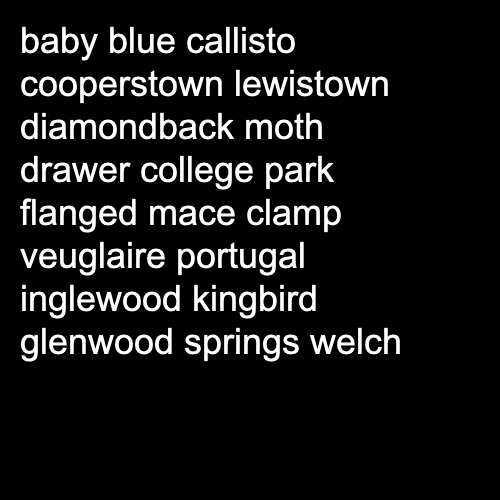 baby blue callisto
cooperstown lewistown
diamondback moth
drawer college park
flanged mace clamp
veuglaire portugal
inglewood kingbird
glenwood springs welch